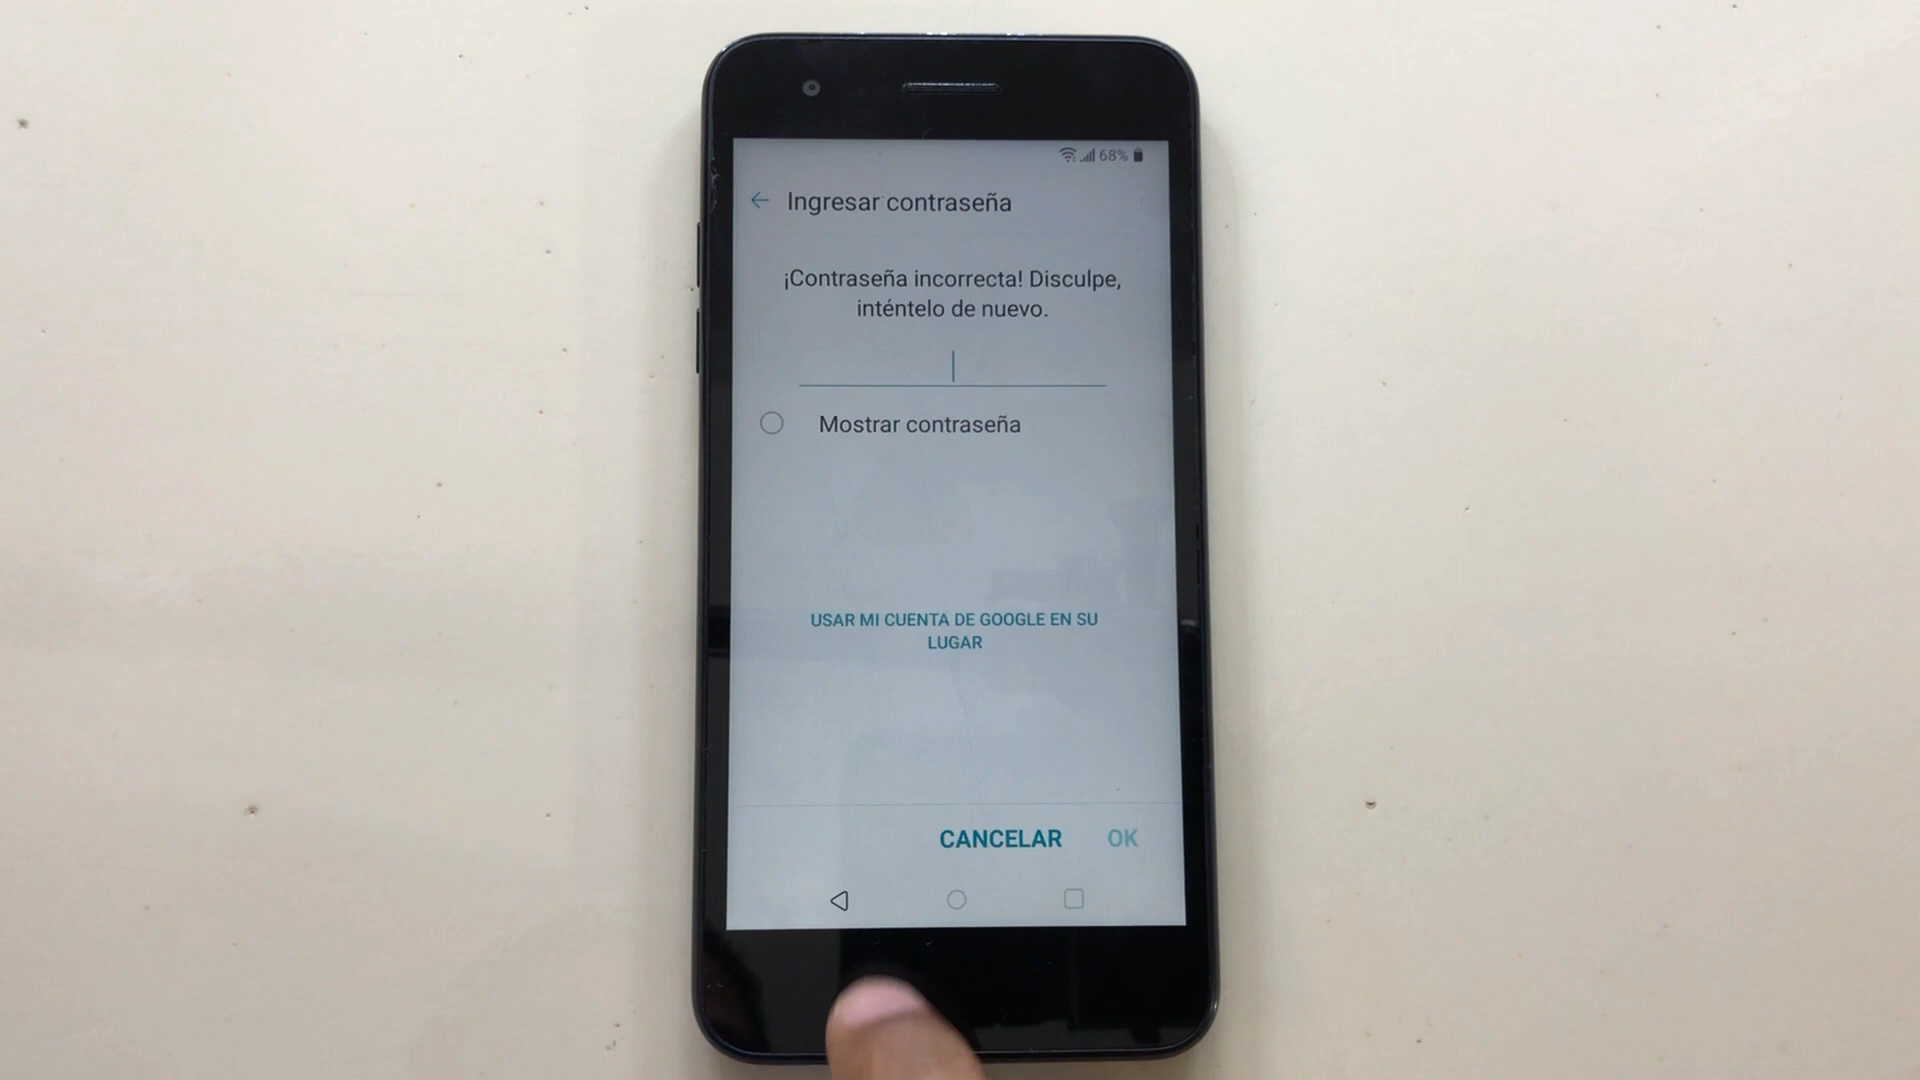 68%
Ingresar contraseña
¡Contraseña incorrecta! Disculpe,
inténtelo de nuevo.
Mostrar contraseña
USAR MI CUENTA DE GOOGLE EN SU
LUGAR
CANCELAR OK